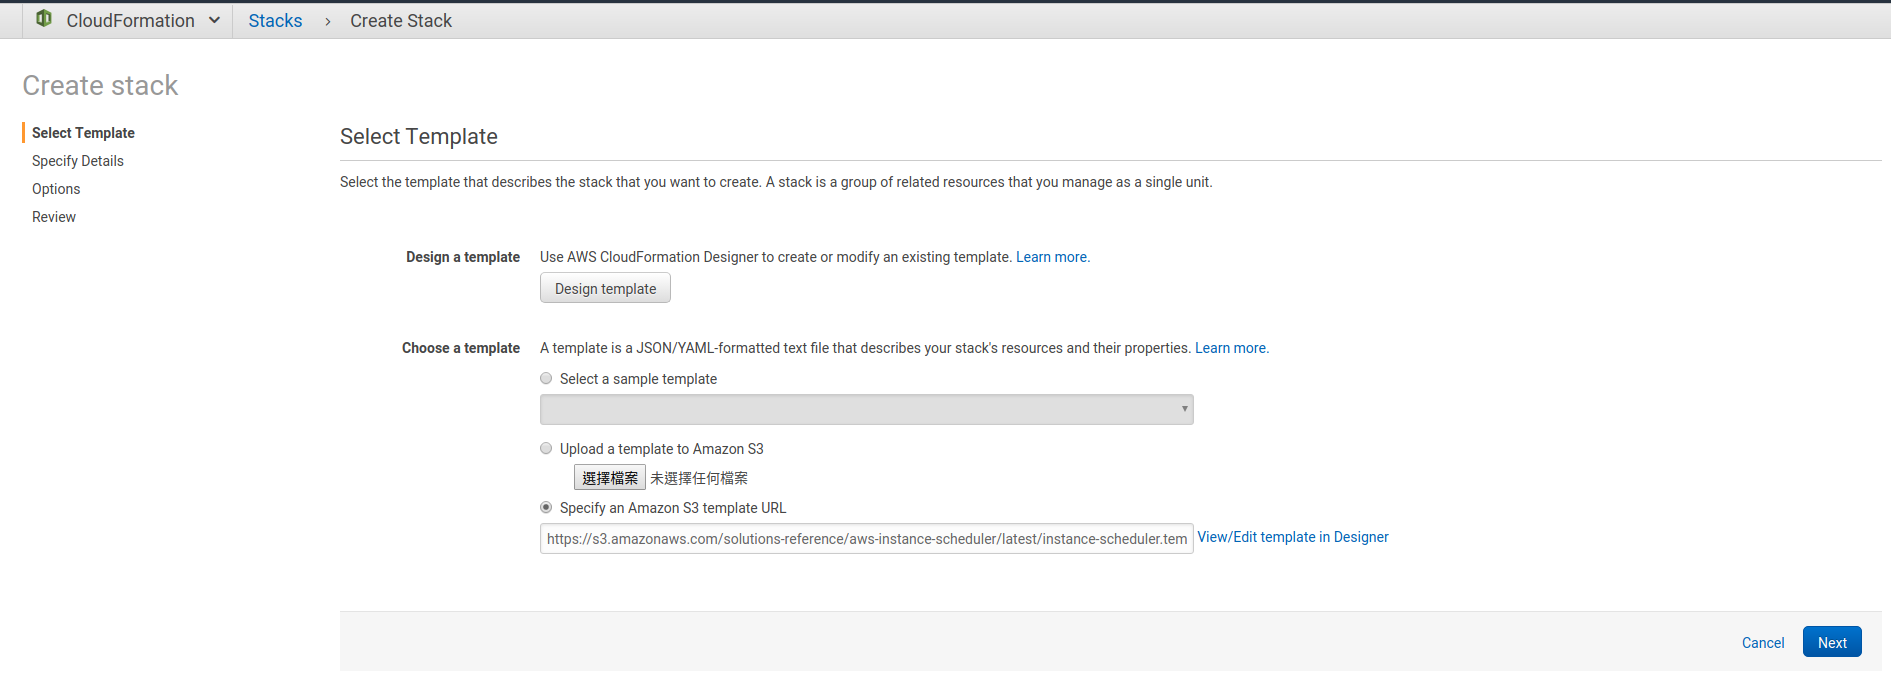 CloudFormation Stacks › Create Stack
Create stack
Select Template
Specify Details
Options
Review
Select Template
Select the template that describes the stack that you want to create. A stack is a group of related resources that you manage as a single unit.
Design a template Use AWS CloudFormation Designer to create or modify an existing template. Learn more.
Design template
Choose a template A template is a JSON/YAML-formatted text file that describes your stack's resources and their properties. Learn more.
Select a sample template
Upload a template to Amazon S3
選擇檔案 未選擇任何檔案
Specify an Amazon S3 template URL
https://s3.amazonaws.com/solutions-reference/aws-instance-scheduler/latest/instance-scheduler.tem View/Edit template in Designer
Cancel Next